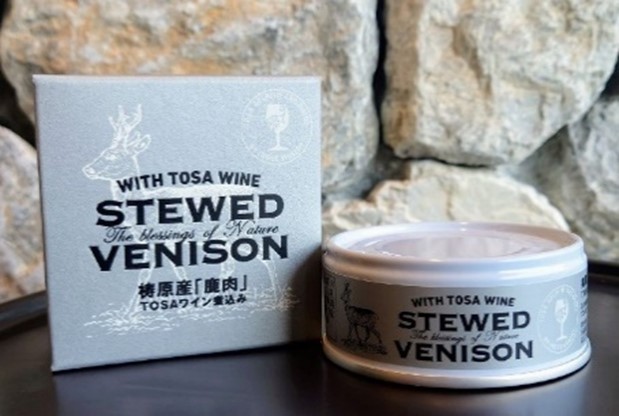 WITH TOSA WINE
STEWED
The blessings of Nature
VENISON
梼原産「鹿肉」
TOSAワイン煮込み
WITH TOSA WINE
STEWED
The blessings of Nature
VENISON